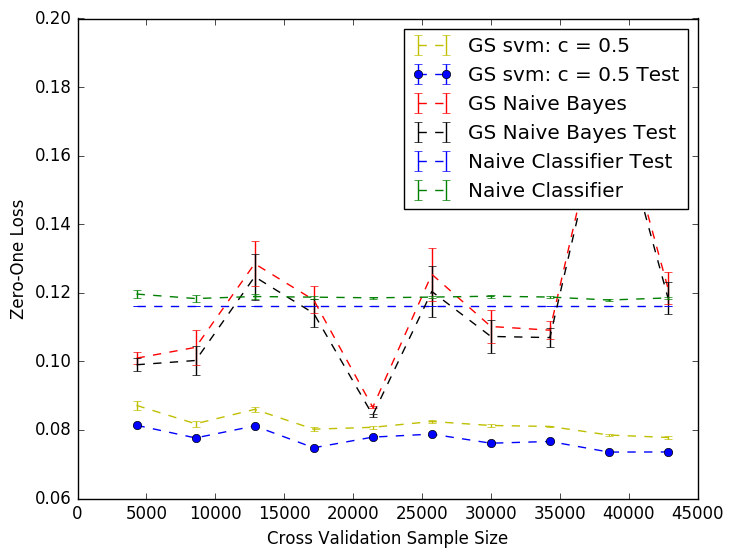 0.20
0.18
0.16
0.14
0.12
0.10
0.08
0.06
Zero-One Loss
GS svm: c = 0.5
GS svm: c = 0.5 Test
GS Naive Bayes
GS Naive Bayes Test
Naive Classifier Test
Naive Classifier
0 5000 10000 15000 20000 25000 30000 35000 40000 45000
Cross Validation Sample Size